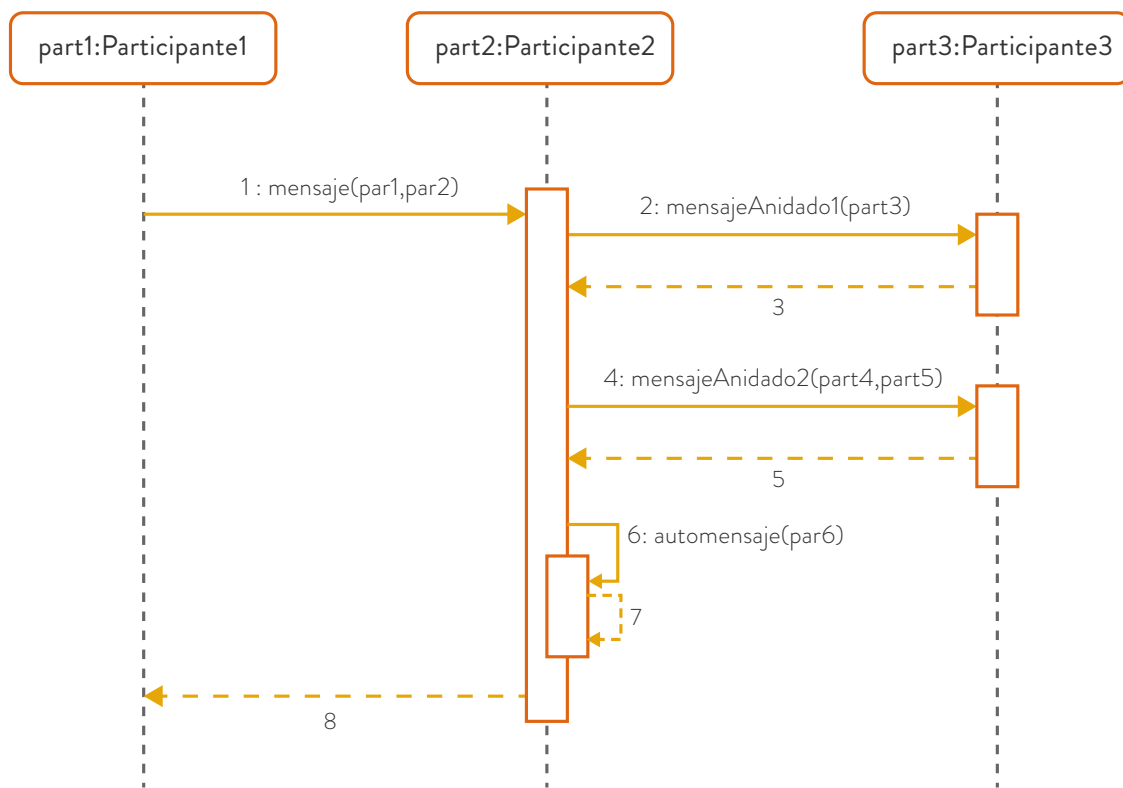 part1:Participante1
part2:Participante2
part3:Participante3
1 : mensaje(par1,par2)
2: mensajeAnidado1(part3)
3
4: mensajeAnidado2(part4,part5)
5
6: automensaje(par6)
7
8